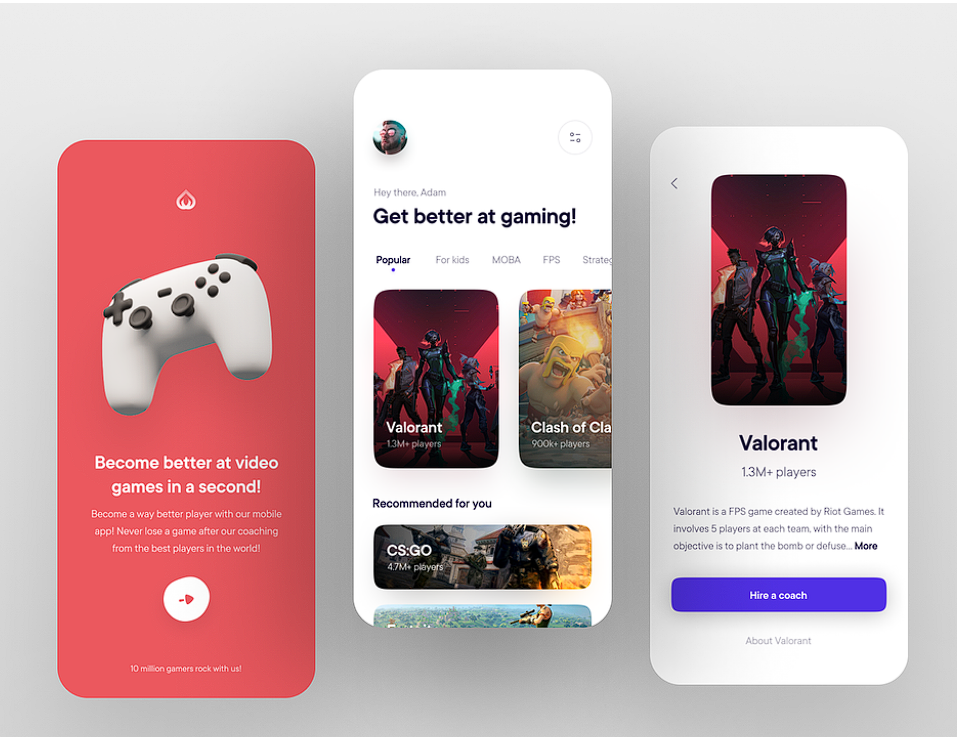 Become better at video
games in a second!
Become a way better player with our mobile
app! Never lose a game after our coaching
from the best players in the world!
10 million gamers rock with us!
Hey there, Adam
Get better at gaming!
Popular For kids MOBA FPS Strateg
Valorant
1.3M+ players
Clash of Cla
900k+ players
Recommended for you
CS:GO
4.7M+ players
Valorant
1.3M+ players
Valorant is a FPS game created by Riot Games. It
involves 5 players at each team, with the main
objective is to plant the bomb or defuse... More
Hire a coach
About Valorant